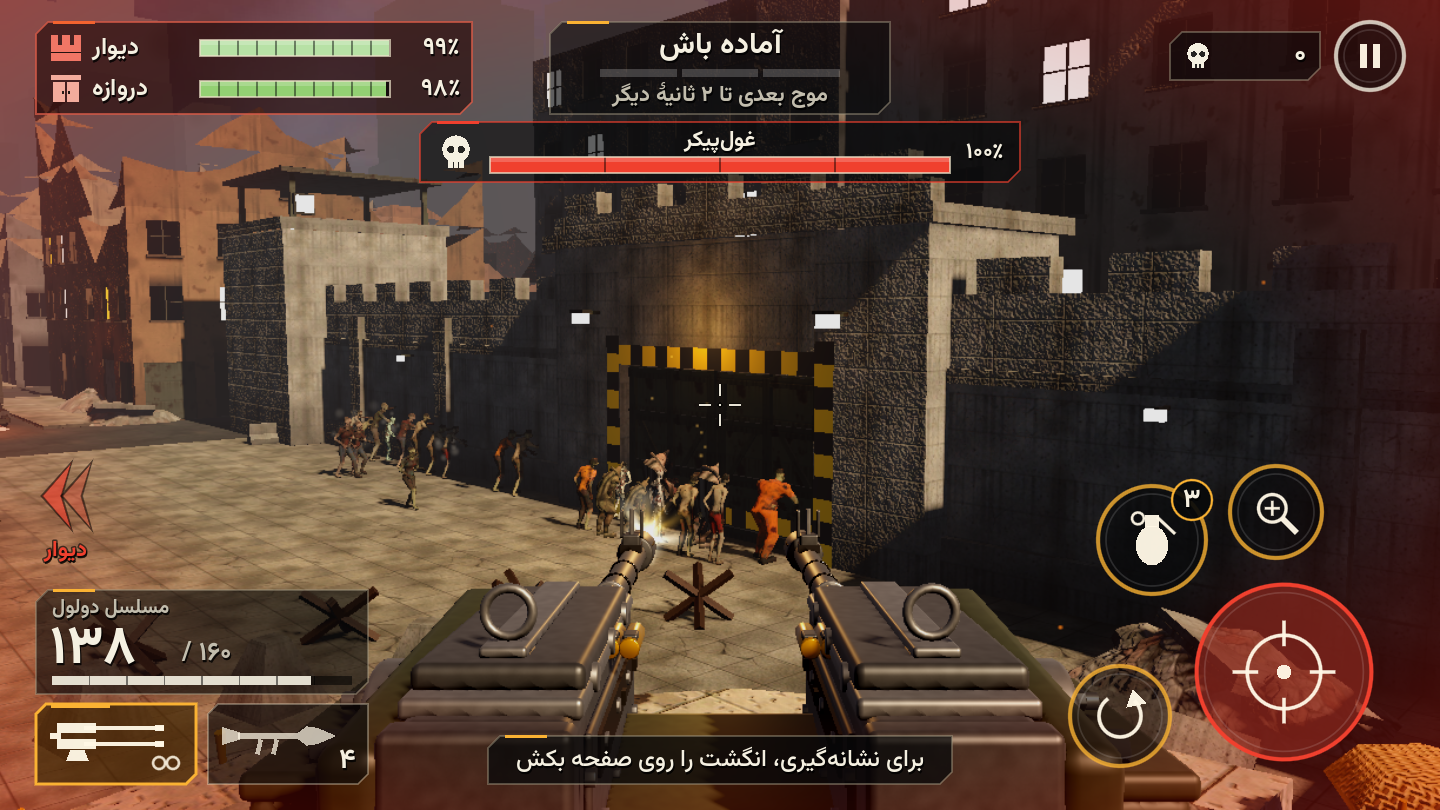 دیوار ۹۹٪
دروازه ۹۸٪
آماده باش
موج بعدی تا ۲ ثانیهٔ دیگر
۰
غول‌پیکر ۱۰۰٪
دیوار
۳
مسلسل دولول
۱۳۸ / ۱۶۰
∞
۴
برای نشانه‌گیری، انگشت را روی صفحه بکش